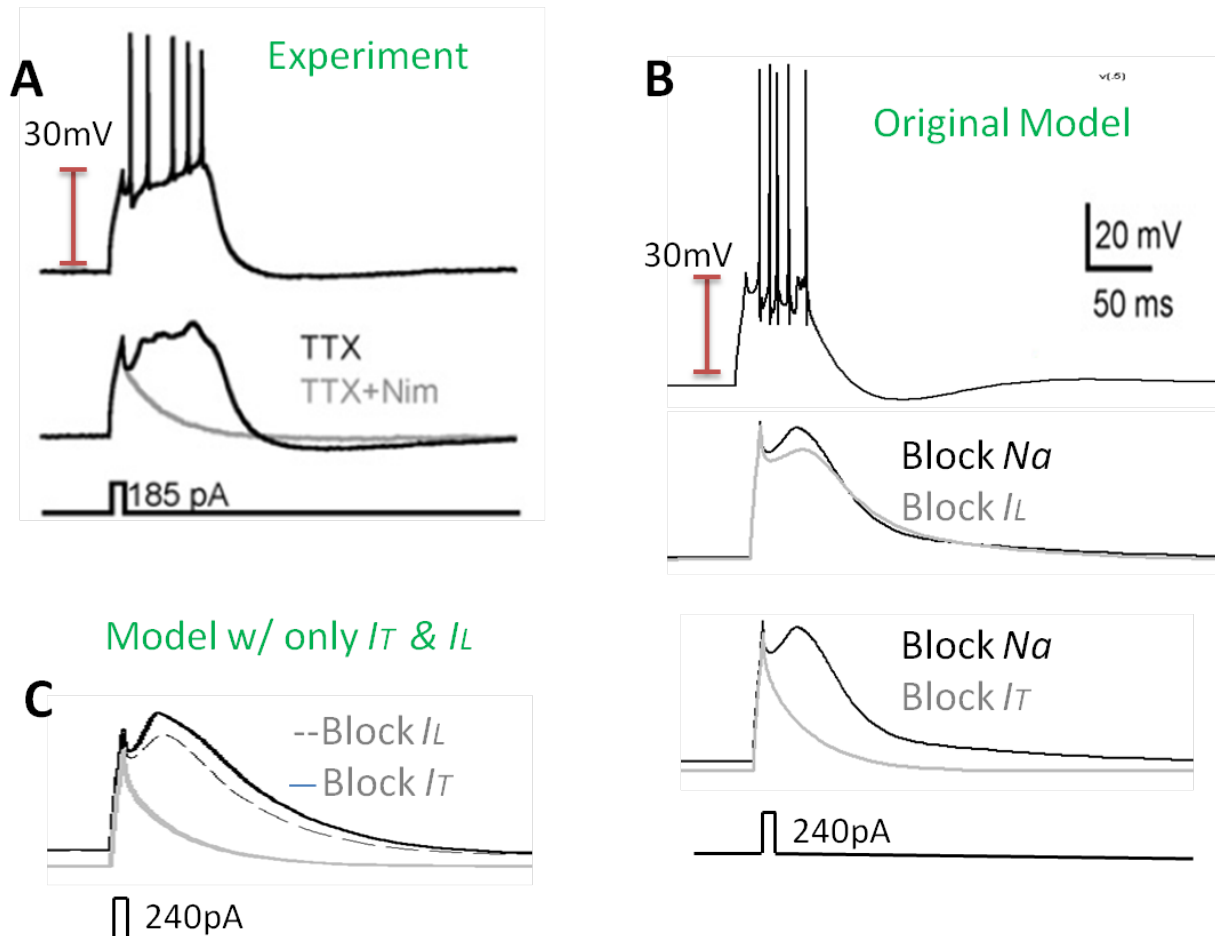 A
Experiment
30mV
TTX
TTX+Nim
185 pA
B
v(.5)
Original Model
30mV
20 mV
50 ms
Block Na
Block IL
Block Na
Block IT
240pA
Model w/ only IT & IL
C
--Block IL
—Block IT
240pA